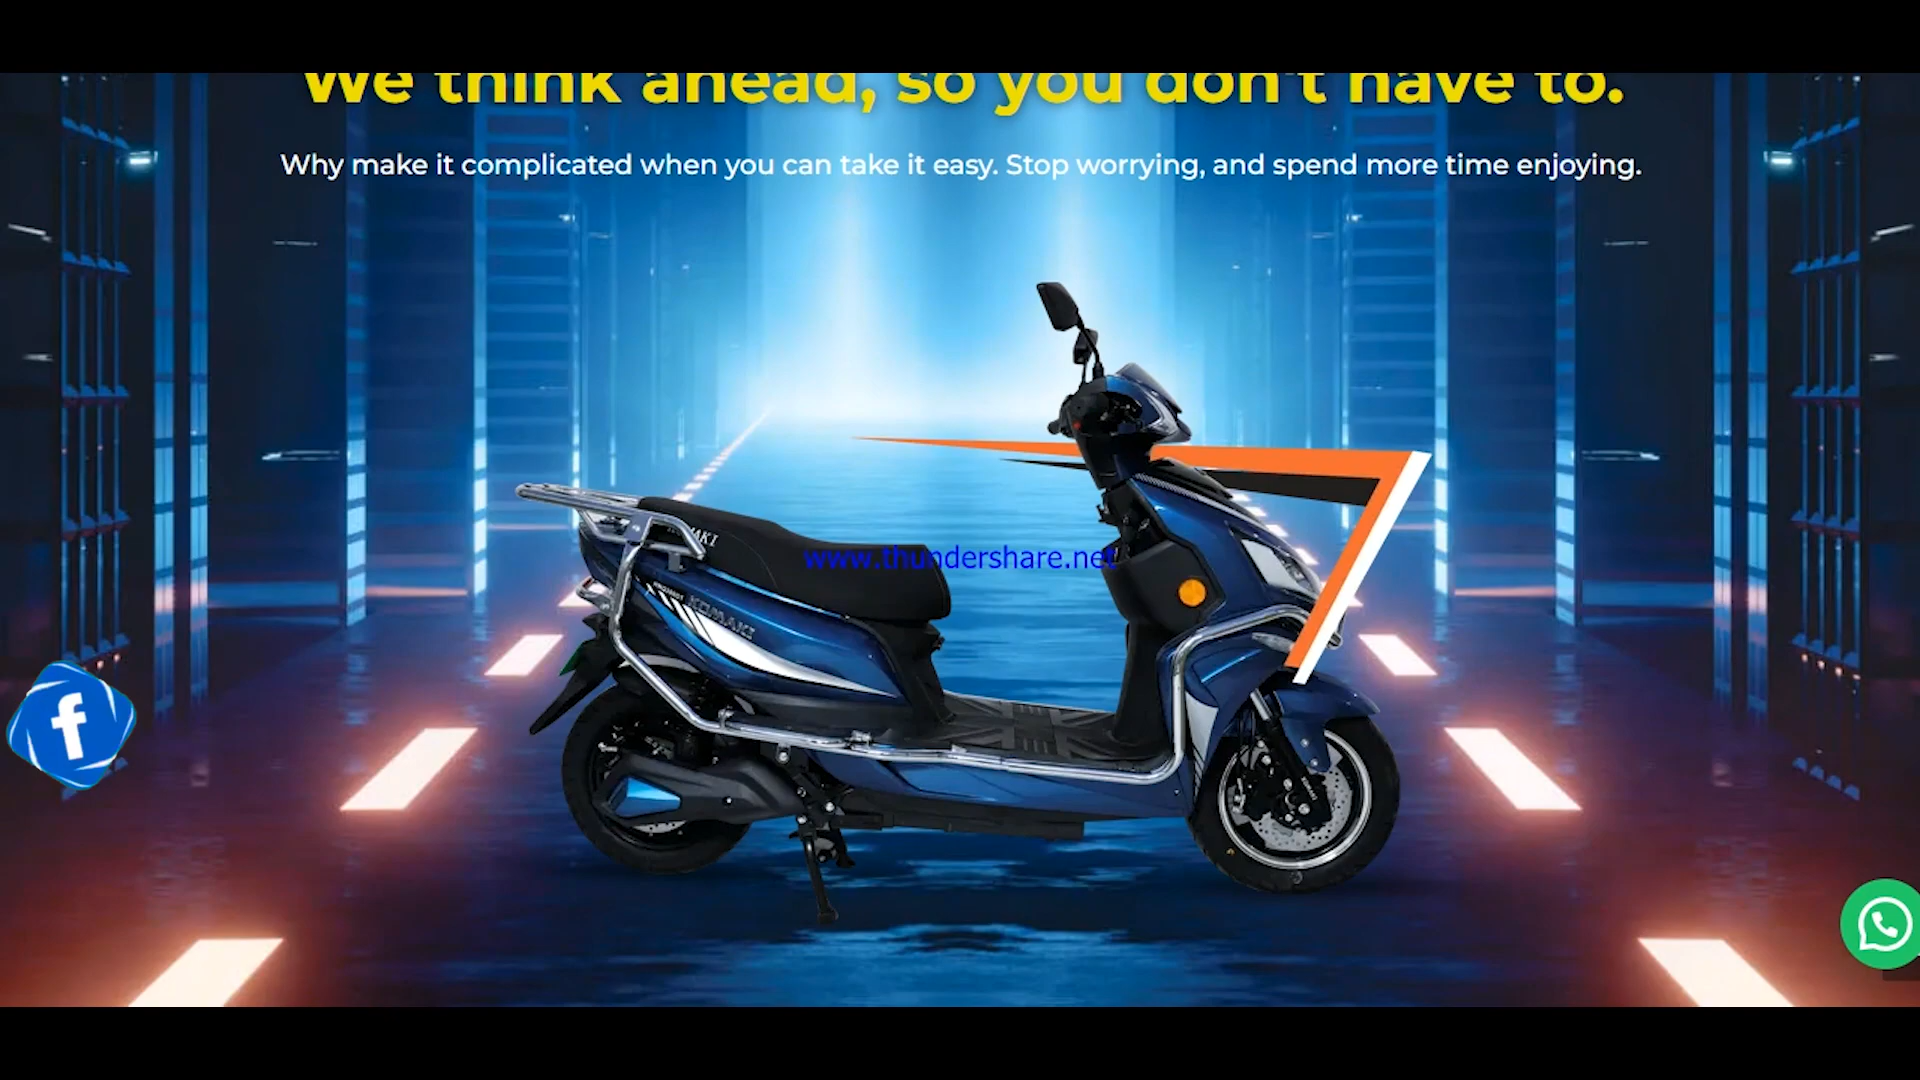 We think ahead, so you don't have to.
Why make it complicated when you can take it easy. Stop worrying, and spend more time enjoying.
www.thundershare.net
KOMAKI
f